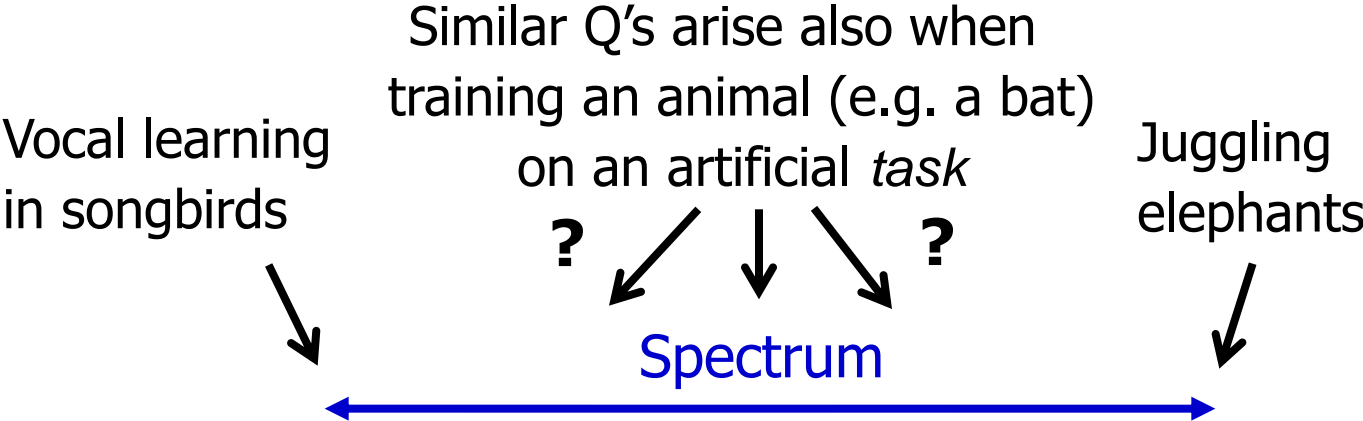 Similar Q’s arise also when
training an animal (e.g. a bat)
on an artificial task
Vocal learning
in songbirds
Juggling
elephants
? ?
Spectrum